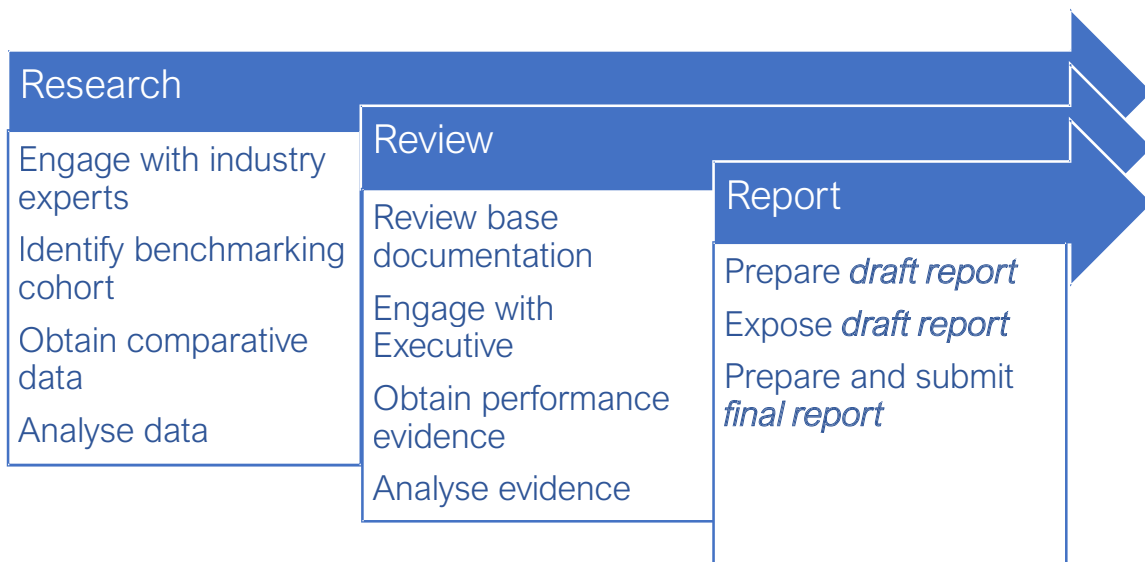 Research
Engage with industry
experts
Identify benchmarking
cohort
Obtain comparative
data
Analyse data
Review
Review base
documentation
Engage with
Executive
Obtain performance
evidence
Analyse evidence
Report
Prepare draft report
Expose draft report
Prepare and submit
final report